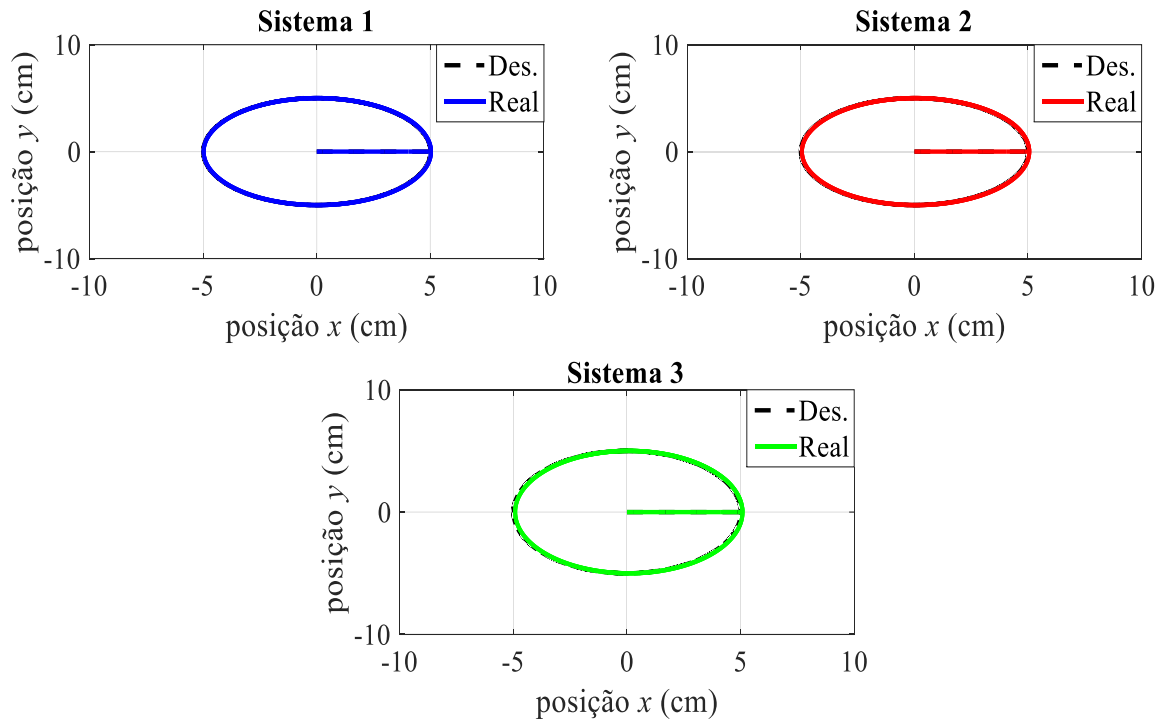 Sistema 1
10
0
-10
-10
-5
0
5
10
posição y (cm)
posição x (cm)
Des.
Real
Sistema 2
10
0
-10
-10
-5
0
5
10
posição y (cm)
posição x (cm)
Des.
Real
Sistema 3
10
0
-10
-10
-5
0
5
10
posição y (cm)
posição x (cm)
Des.
Real